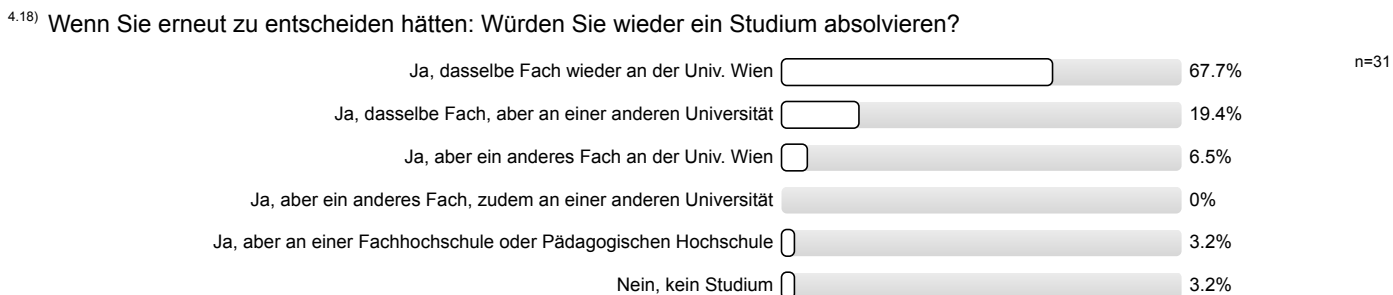 4.18) Wenn Sie erneut zu entscheiden hätten: Würden Sie wieder ein Studium absolvieren?
Ja, dasselbe Fach wieder an der Univ. Wien 67.7% n=31
Ja, dasselbe Fach, aber an einer anderen Universität 19.4%
Ja, aber ein anderes Fach an der Univ. Wien 6.5%
Ja, aber ein anderes Fach, zudem an einer anderen Universität 0%
Ja, aber an einer Fachhochschule oder Pädagogischen Hochschule 3.2%
Nein, kein Studium 3.2%